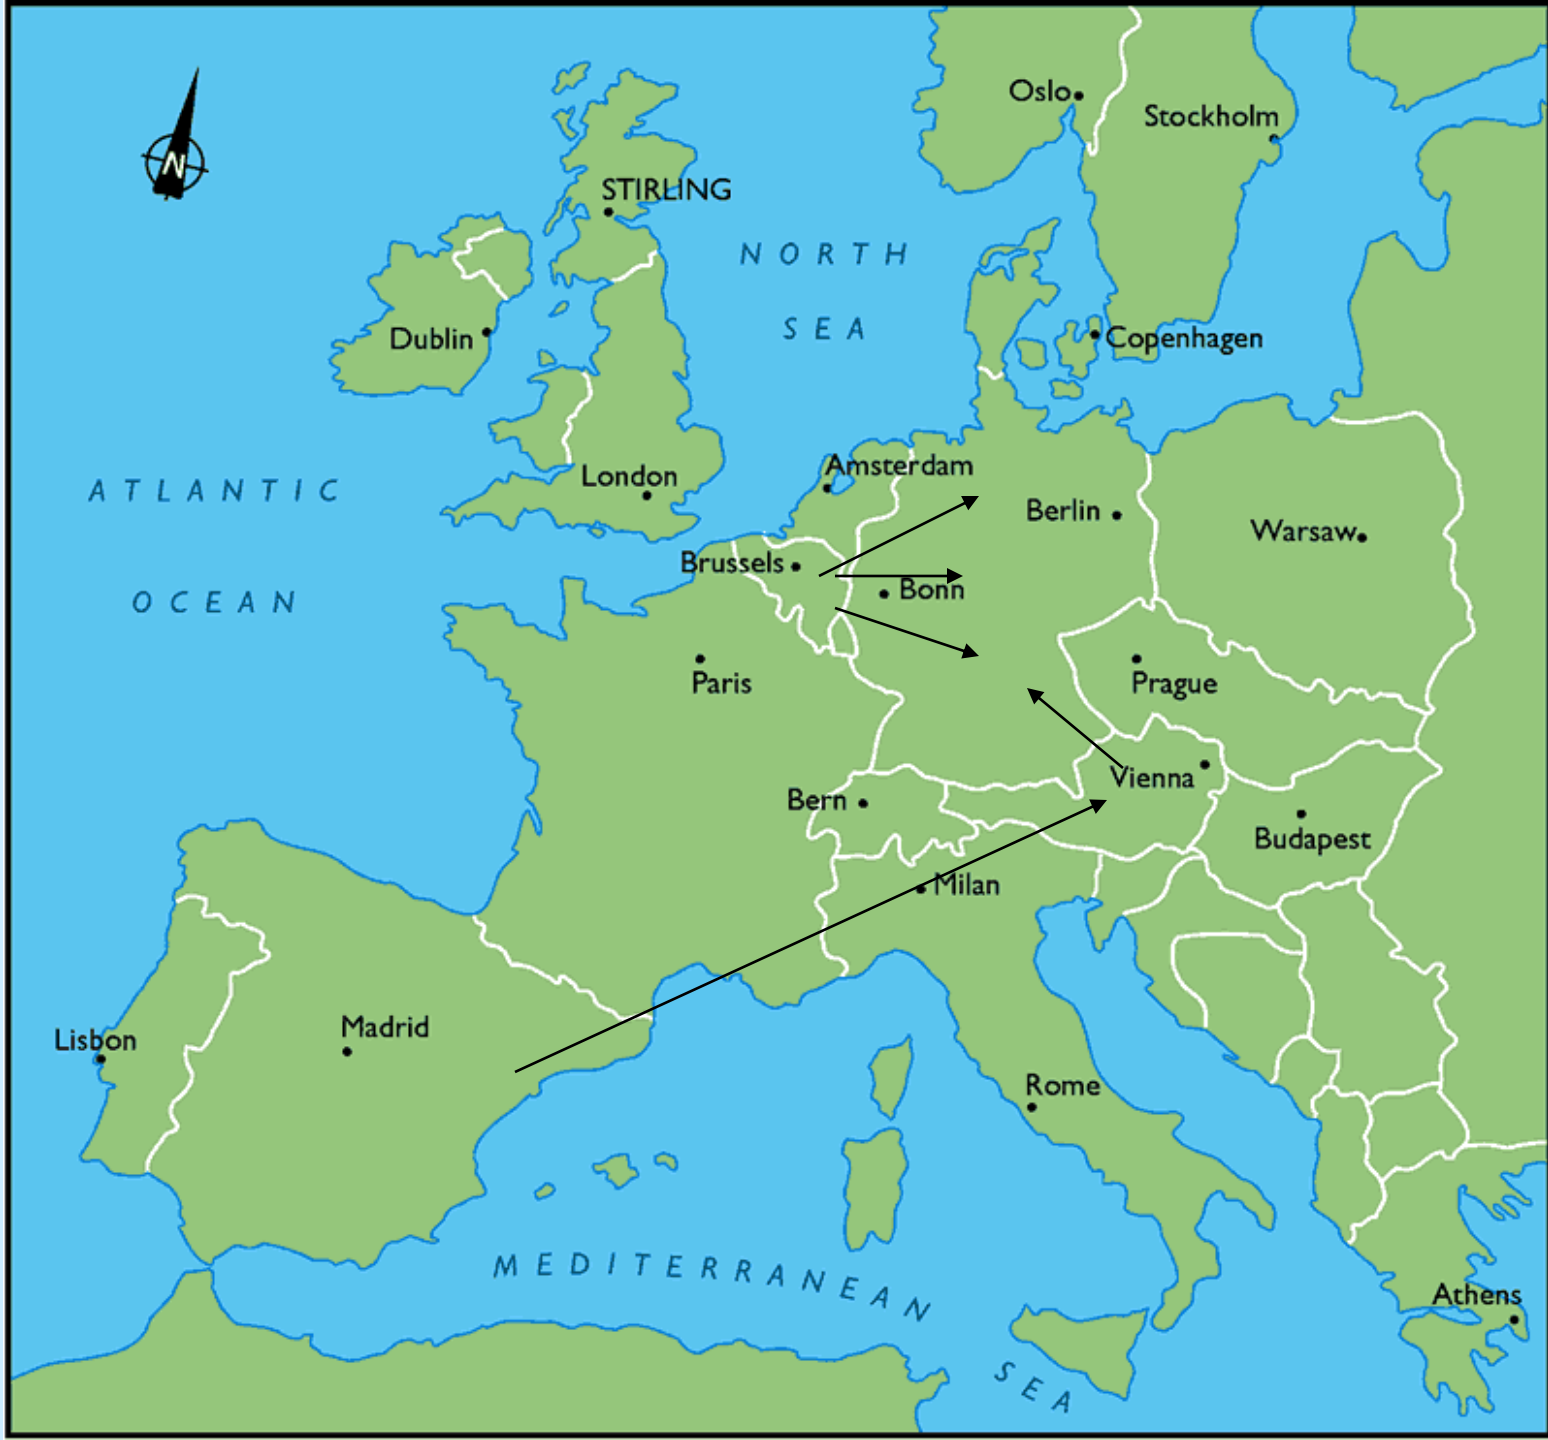 Oslo
Stockholm
N
STIRLING
NORTH
SEA
Dublin
Copenhagen
Amsterdam
London
ATLANTIC
Berlin
Warsaw
Brussels
Bonn
OCEAN
Paris
Prague
Vienna
Bern
Budapest
Milan
Madrid
Lisbon
Rome
MEDITERRANEAN
Athens
SEA